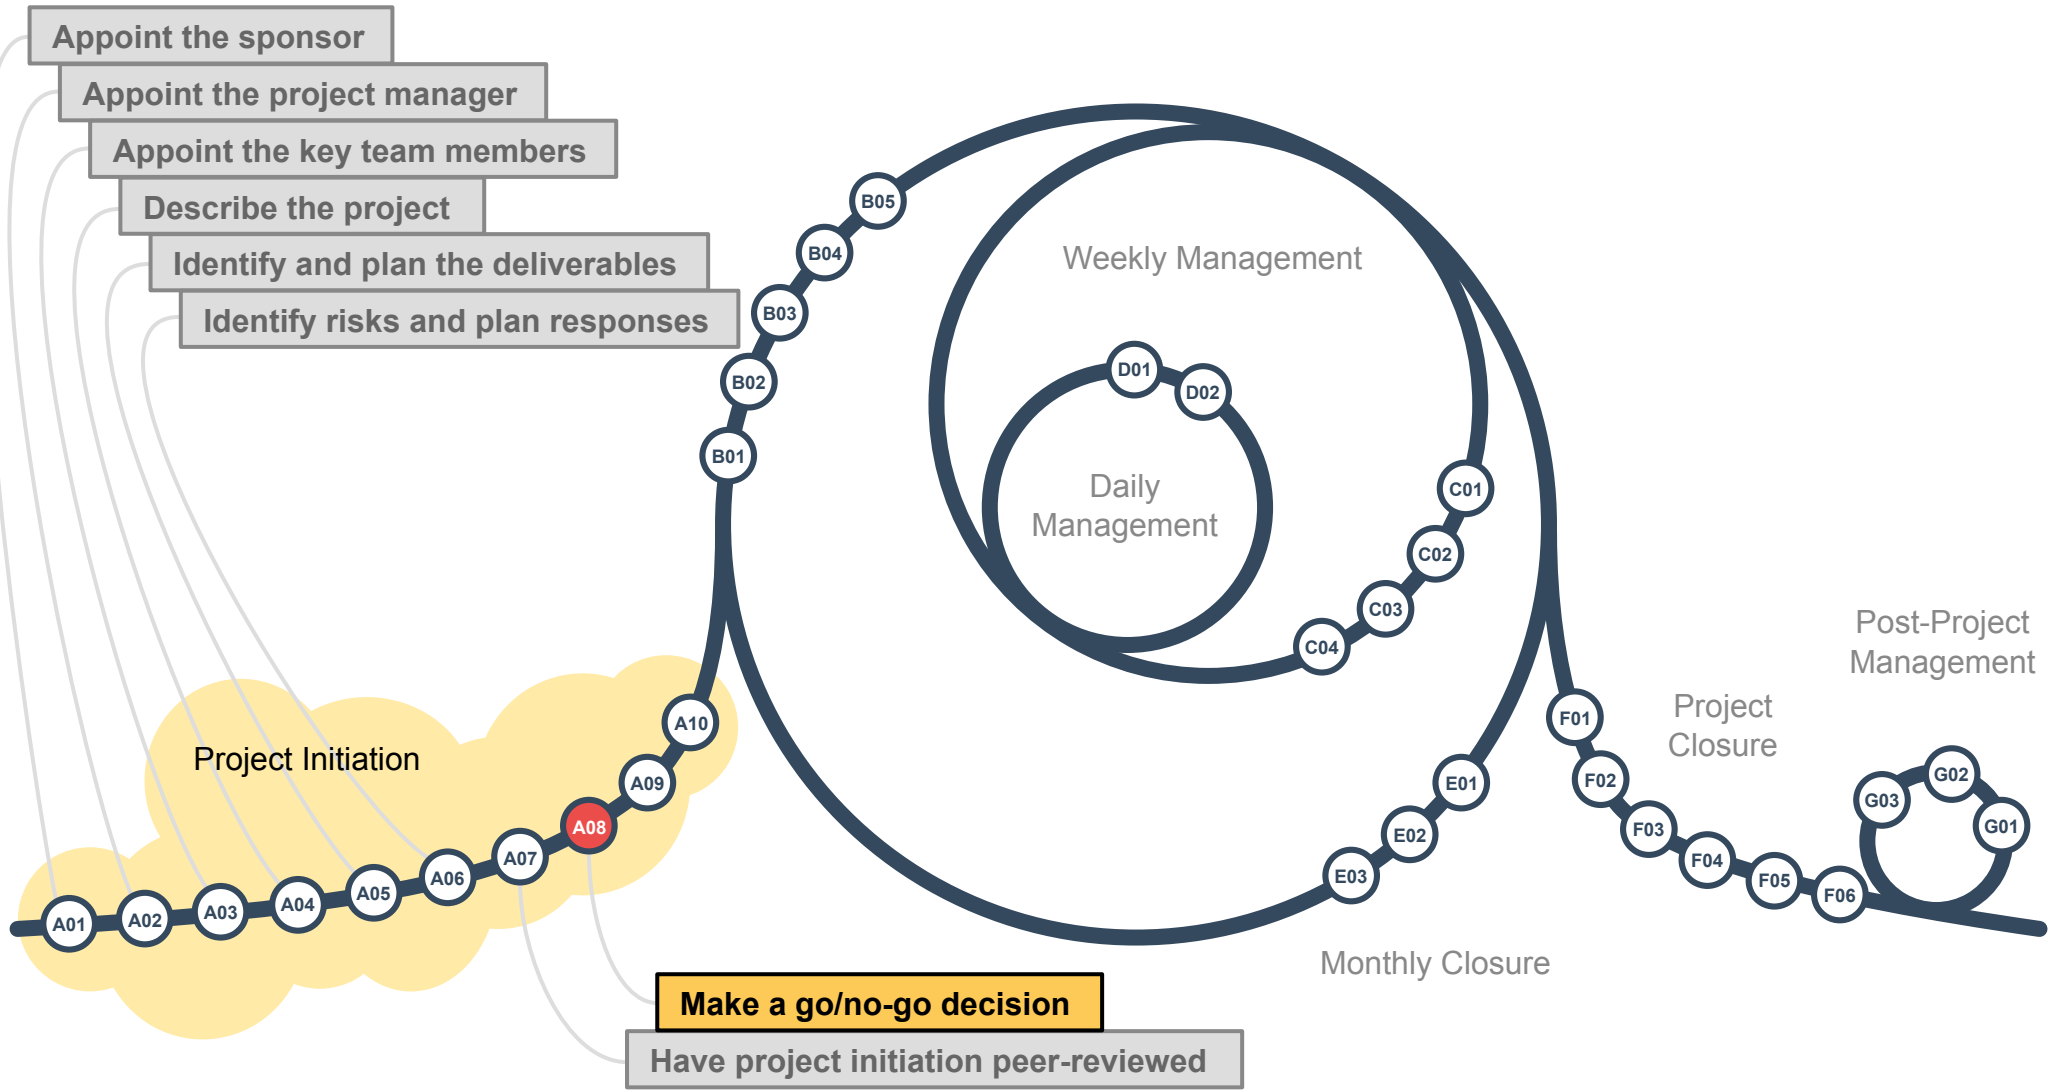 Appoint the sponsor
Appoint the project manager
Appoint the key team members
Describe the project
Identify and plan the deliverables
Identify risks and plan responses
B05
B04
B03
B02
B01
Weekly Management
D01
D02
Daily
Management
C01
C02
C03
C04
Project Initiation
A01
A02
A03
A04
A05
A06
A07
A08
A09
A10
E01
E02
E03
Monthly Closure
F01
F02
F03
F04
F05
F06
Project
Closure
Post-Project
Management
G03
G02
G01
Make a go/no-go decision
Have project initiation peer-reviewed